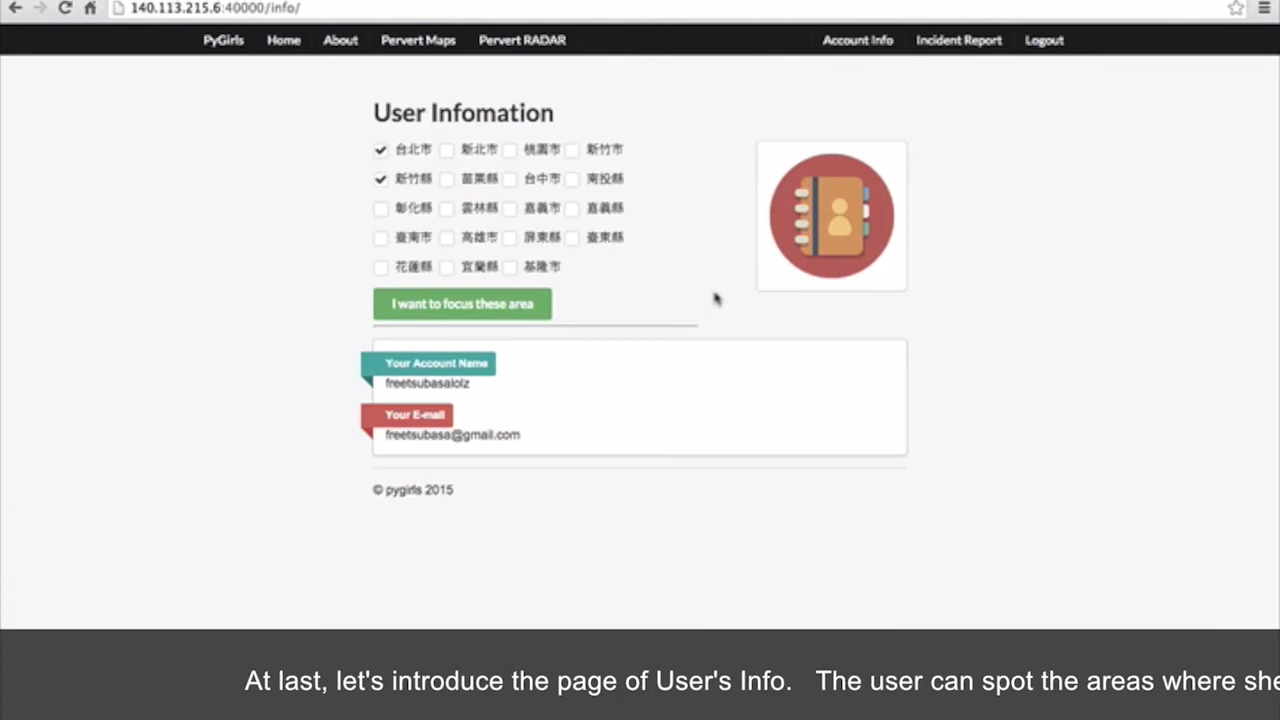 140.113.215.6:40000/info/
PyGirls Home About Pervert Maps Pervert RADAR Account Info Incident Report Logout
User Infomation
台北市 新北市 桃園市 新竹市
新竹縣 苗栗縣 台中市 南投縣
彰化縣 雲林縣 嘉義市 嘉義縣
臺南市 高雄市 屏東縣 臺東縣
花蓮縣 宜蘭縣 基隆市
I want to focus these area
Your Account Name
freetsubasalolz
Your E-mail
freetsubasa@gmail.com
© pygirls 2015
At last, let's introduce the page of User's Info. The user can spot the areas where she